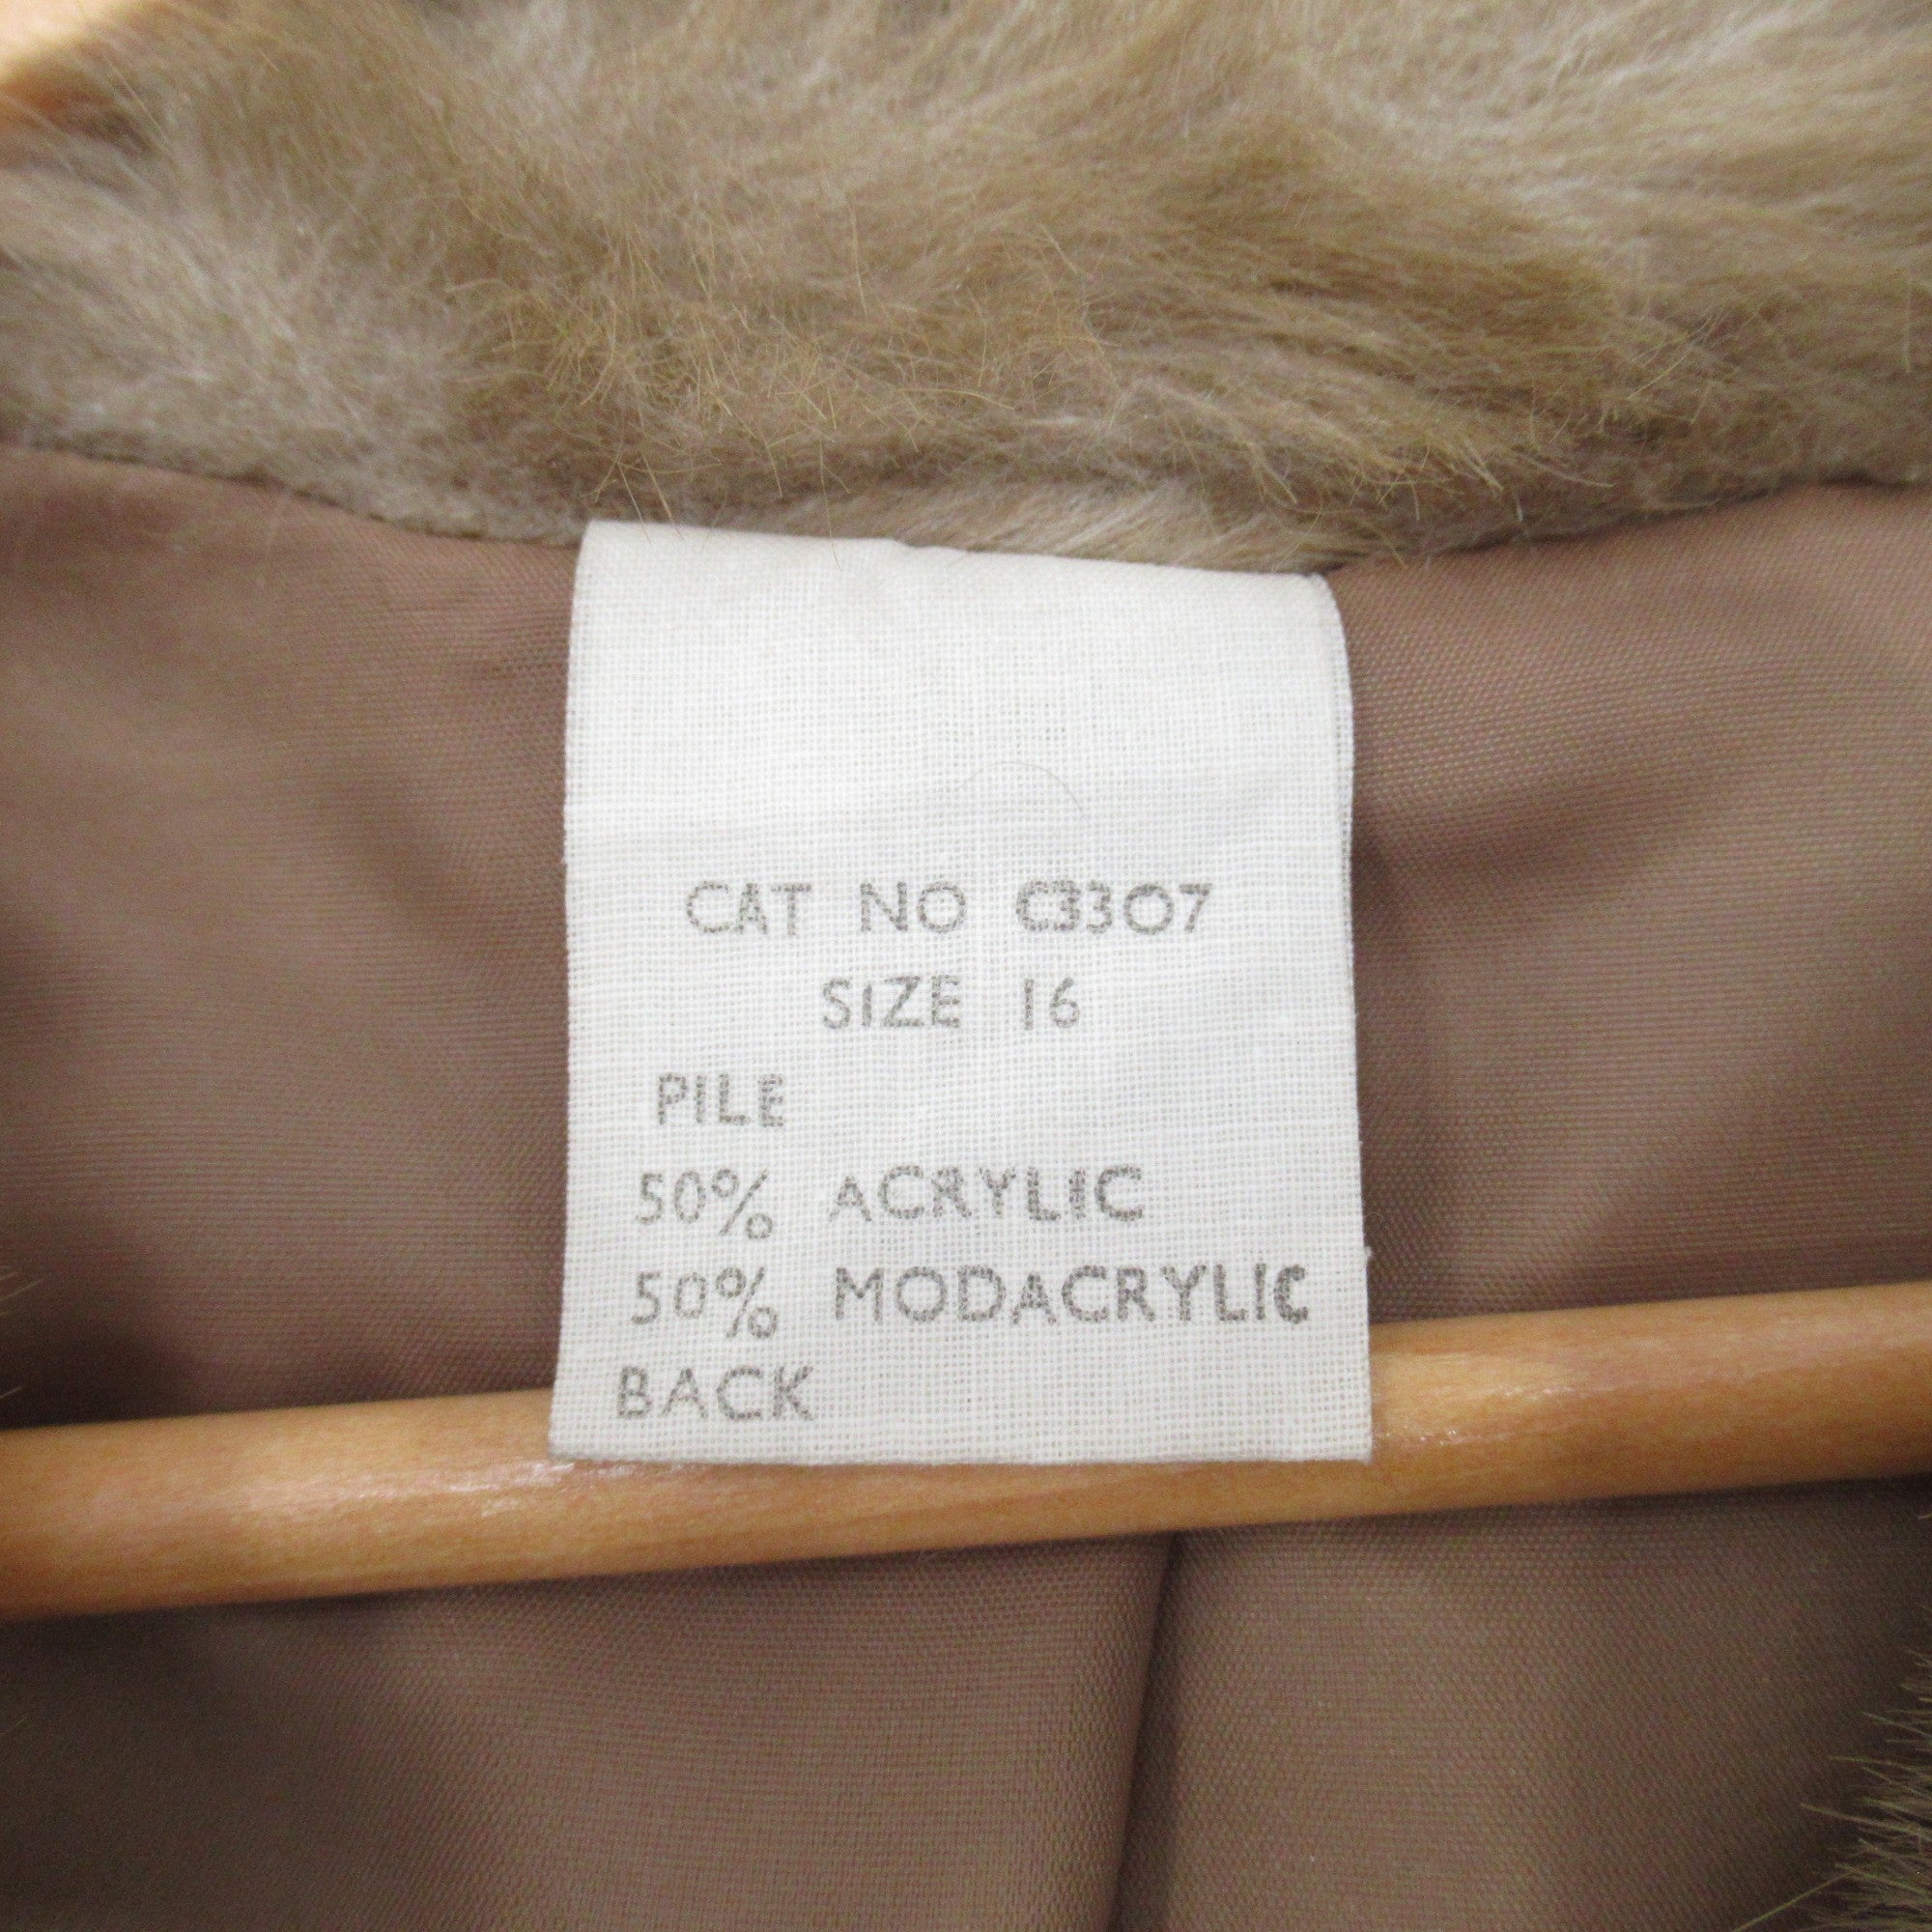 CAT NO C3307
SIZE 16
PILE
50% ACRYLIC
50% MODACRYLIC
BACK